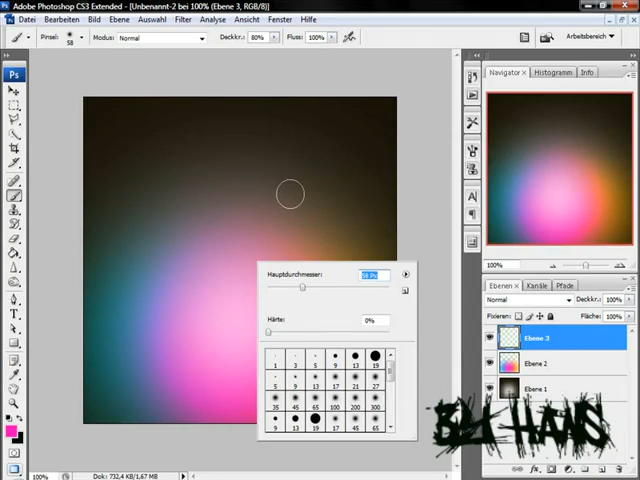 Adobe Photoshop CS3 Extended - [Unbenannt-2 bei 100% (Ebene 3, RGB/8)]
Datei Bearbeiten Bild Ebene Auswahl Filter Analyse Ansicht Fenster Hilfe
Pinsel: 58 Modus: Normal Deckkr.: 80% Fluss: 100% Arbeitsbereich
Ps
Navigator Histogramm Info
100%
Hauptdurchmesser: 58 Px
Härte: 0%
1 3 5 9 13 19
5 9 13 17 21 27
35 45 65 100 200 300
9 13 19 17 45 65
Ebenen Kanäle Pfade
Normal Deckkr.: 100%
Fixieren: Fläche: 100%
Ebene 3
Ebene 2
Ebene 1
BY HANS
100% Dok: 732,4 KB/1,67 MB